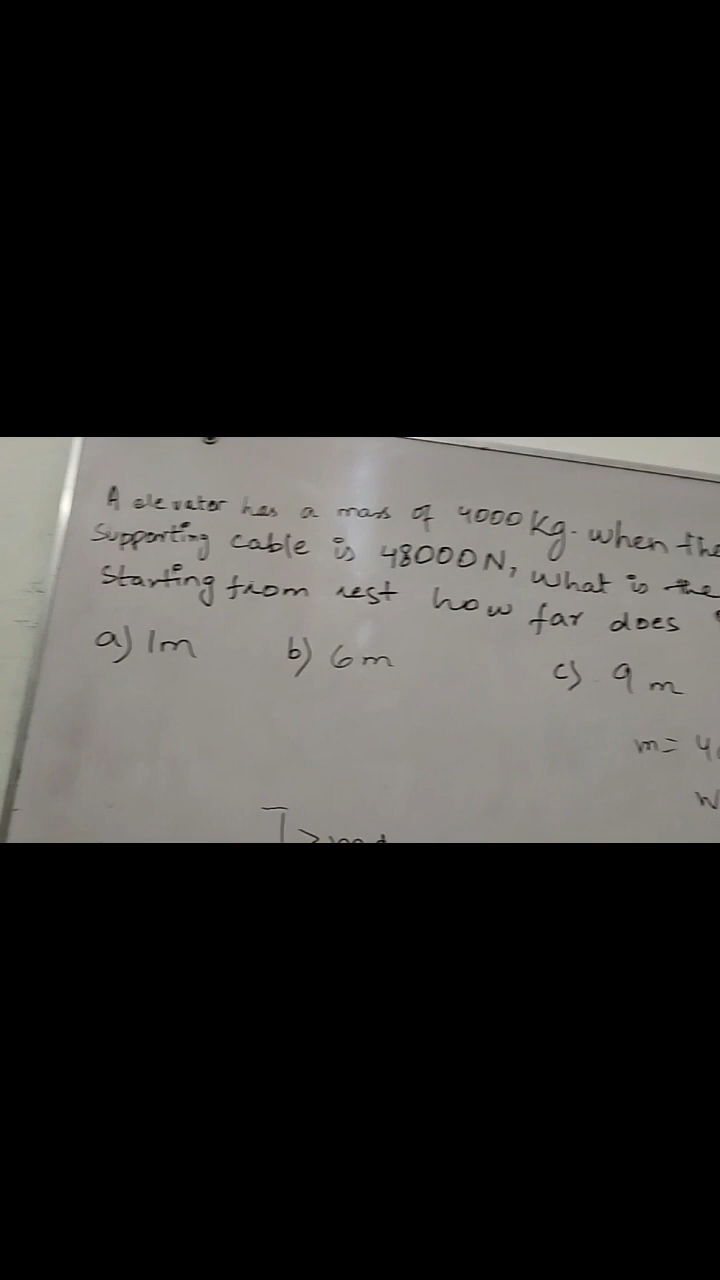 A elevator has a mass of 4000 Kg. when the
Supporting cable is 48000N, what is the
Starting from rest how far does
a) 1m b) 6m c) 9 m
m= 4
W
T >